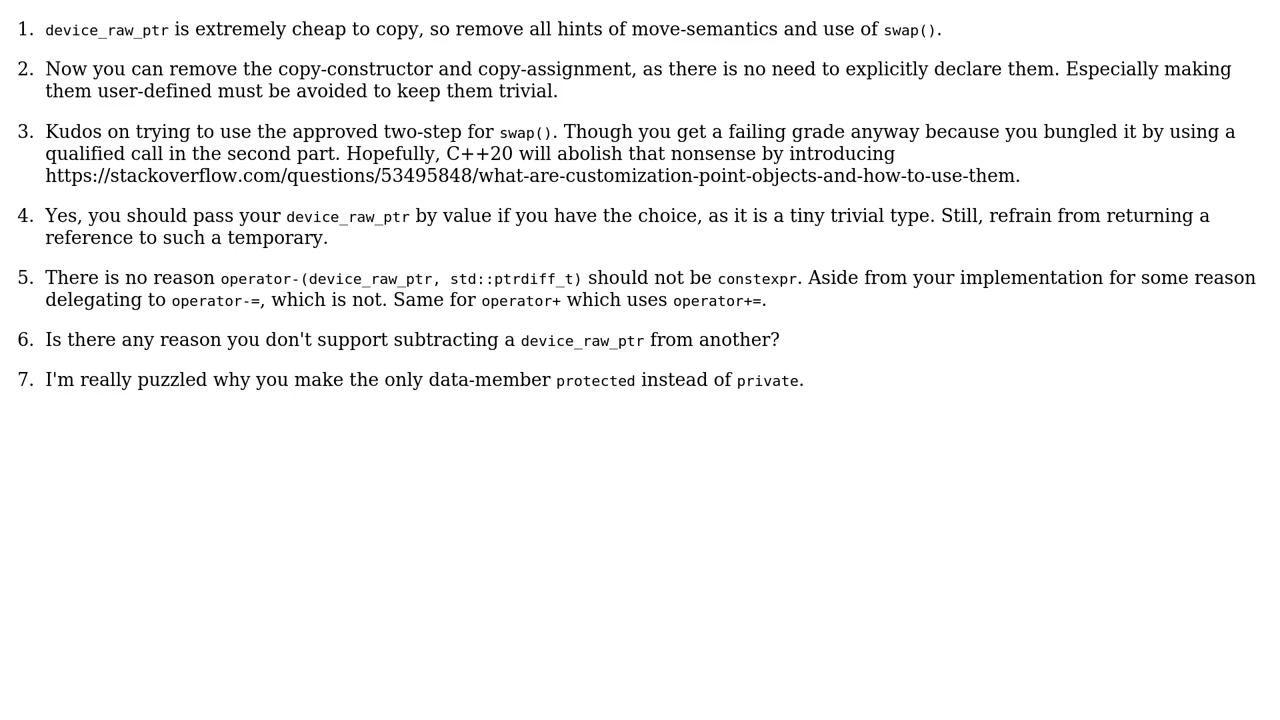 1. device_raw_ptr is extremely cheap to copy, so remove all hints of move-semantics and use of swap().
2. Now you can remove the copy-constructor and copy-assignment, as there is no need to explicitly declare them. Especially making
them user-defined must be avoided to keep them trivial.
3. Kudos on trying to use the approved two-step for swap(). Though you get a failing grade anyway because you bungled it by using a
qualified call in the second part. Hopefully, C++20 will abolish that nonsense by introducing
https://stackoverflow.com/questions/53495848/what-are-customization-point-objects-and-how-to-use-them.
4. Yes, you should pass your device_raw_ptr by value if you have the choice, as it is a tiny trivial type. Still, refrain from returning a
reference to such a temporary.
5. There is no reason operator-(device_raw_ptr, std::ptrdiff_t) should not be constexpr. Aside from your implementation for some reason
delegating to operator-=, which is not. Same for operator+ which uses operator+=.
6. Is there any reason you don't support subtracting a device_raw_ptr from another?
7. I'm really puzzled why you make the only data-member protected instead of private.